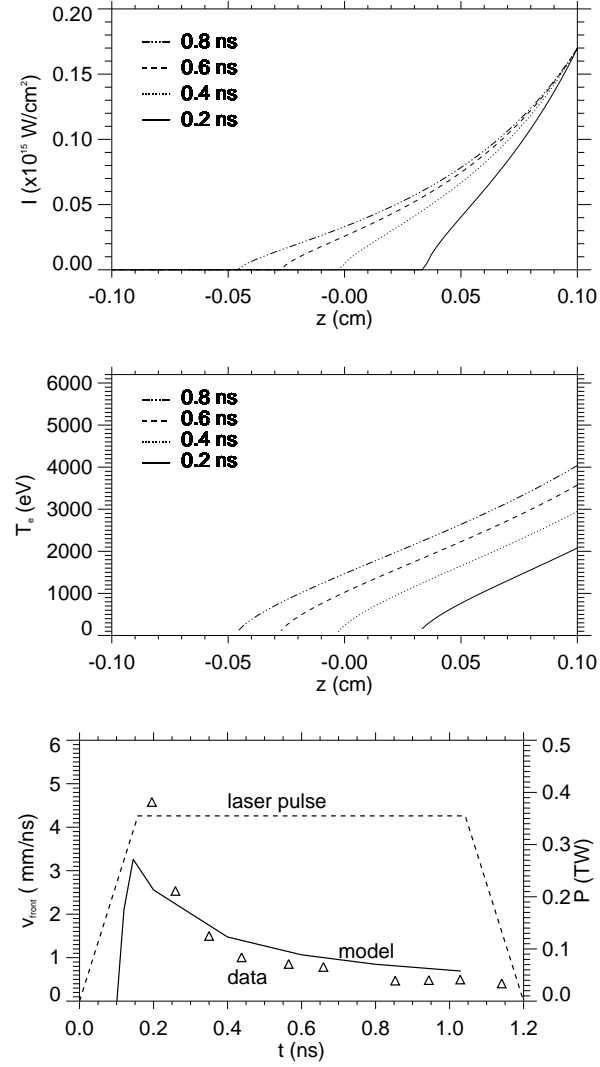 0.20
0.8 ns
0.6 ns
0.15
0.4 ns
0.2 ns
0.10
I (x10¹⁵ W/cm²)
0.05
0.00
-0.10 -0.05 -0.00 0.05 0.10
z (cm)
6000
0.8 ns
0.6 ns
5000
0.4 ns
0.2 ns
4000
3000
Tₑ (eV)
2000
1000
0
-0.10 -0.05 -0.00 0.05 0.10
z (cm)
6 0.5
5
laser pulse 0.4
4
0.3
v_front ( mm/ns) P (TW)
3
0.2
2
model 0.1
1
data
0 0.0
0.0 0.2 0.4 0.6 0.8 1.0 1.2
t (ns)